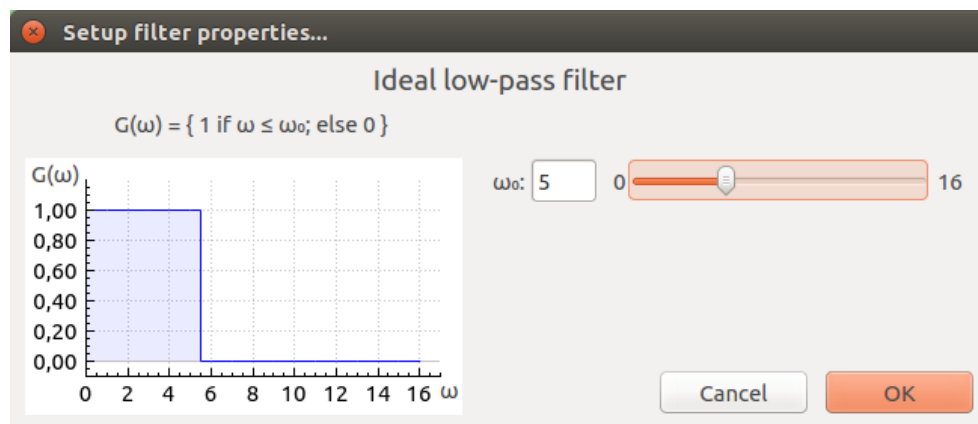 Setup filter properties...
Ideal low-pass filter
G(ω) = { 1 if ω ≤ ω₀; else 0 }
G(ω)
1,00
0,80
0,60
0,40
0,20
0,00
0 2 4 6 8 10 12 14 16 ω
ω₀: 5 0 16
Cancel OK